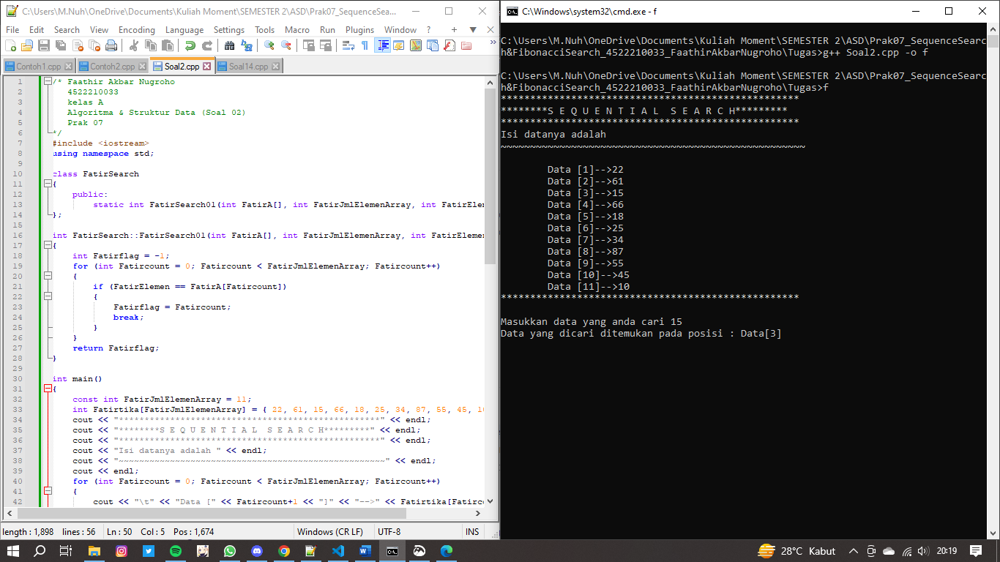 C:\Users\M.Nuh\OneDrive\Documents\Kuliah Moment\SEMESTER 2\ASD\Prak07_SequenceSea...
File Edit Search View Encoding Language Settings Tools Macro Run Plugins Window ? + ▼ X
Contoh1.cpp Contoh2.cpp Soal2.cpp Soal14.cpp
1 /* Faathir Akbar Nugroho
2 4522210033
3 kelas A
4 Algoritma & Struktur Data (Soal 02)
5 Prak 07
6 */
7 #include <iostream>
8 using namespace std;
9
10 class FatirSearch
11 {
12 public:
13 static int FatirSearch01(int FatirA[], int FatirJmlElemenArray, int FatirElem
14 };
15
16 int FatirSearch::FatirSearch01(int FatirA[], int FatirJmlElemenArray, int FatirElemen
17 {
18 int Fatirflag = -1;
19 for (int Fatircount = 0; Fatircount < FatirJmlElemenArray; Fatircount++)
20 {
21 if (FatirElemen == FatirA[Fatircount])
22 {
23 Fatirflag = Fatircount;
24 break;
25 }
26 }
27 return Fatirflag;
28 }
29
30 int main()
31 {
32 const int FatirJmlElemenArray = 11;
33 int Fatirtika[FatirJmlElemenArray] = { 22, 61, 15, 66, 18, 25, 34, 87, 55, 45, 10
34 cout << "***************************************************" << endl;
35 cout << "********S E Q U E N T I A L  S E A R C H*********" << endl;
36 cout << "***************************************************" << endl;
37 cout << "Isi datanya adalah " << endl;
38 cout << "~~~~~~~~~~~~~~~~~~~~~~~~~~~~~~~~~~~~~~~~~~~~~~~~~~~~" << endl;
39 cout << endl;
40 for (int Fatircount = 0; Fatircount < FatirJmlElemenArray; Fatircount++)
41 {
42 cout << "\t" << "Data [" << Fatircount+1 << "]" << "-->" << Fatirtika[Fatirco
length : 1,898 lines : 56 Ln : 50 Col : 5 Pos : 1,674 Windows (CR LF) UTF-8 INS
C:\Windows\system32\cmd.exe - f
C:\Users\M.Nuh\OneDrive\Documents\Kuliah Moment\SEMESTER 2\ASD\Prak07_SequenceSearc
h&FibonacciSearch_4522210033_FaathirAkbarNugroho\Tugas>g++ Soal2.cpp -o f
C:\Users\M.Nuh\OneDrive\Documents\Kuliah Moment\SEMESTER 2\ASD\Prak07_SequenceSearc
h&FibonacciSearch_4522210033_FaathirAkbarNugroho\Tugas>f
***************************************************
********S E Q U E N T I A L  S E A R C H*********
***************************************************
Isi datanya adalah
~~~~~~~~~~~~~~~~~~~~~~~~~~~~~~~~~~~~~~~~~~~~~~~~~~~~
Data [1]-->22
Data [2]-->61
Data [3]-->15
Data [4]-->66
Data [5]-->18
Data [6]-->25
Data [7]-->34
Data [8]-->87
Data [9]-->55
Data [10]-->45
Data [11]-->10
***************************************************
Masukkan data yang anda cari 15
Data yang dicari ditemukan pada posisi : Data[3]
28°C Kabut 20:19